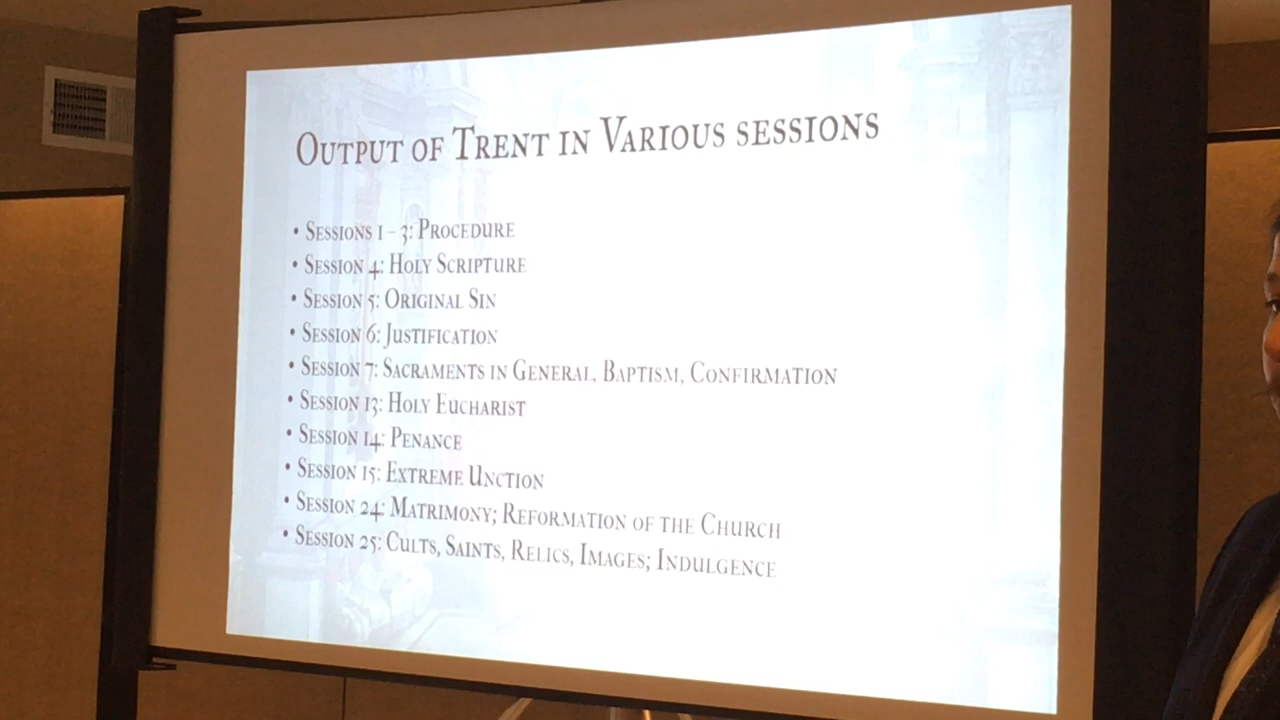 Output of Trent in Various sessions
• Sessions 1 – 3: Procedure
• Session 4: Holy Scripture
• Session 5: Original Sin
• Session 6: Justification
• Session 7: Sacraments in General, Baptism, Confirmation
• Session 13: Holy Eucharist
• Session 14: Penance
• Session 15: Extreme Unction
• Session 24: Matrimony; Reformation of the Church
• Session 25: Cults, Saints, Relics, Images; Indulgence